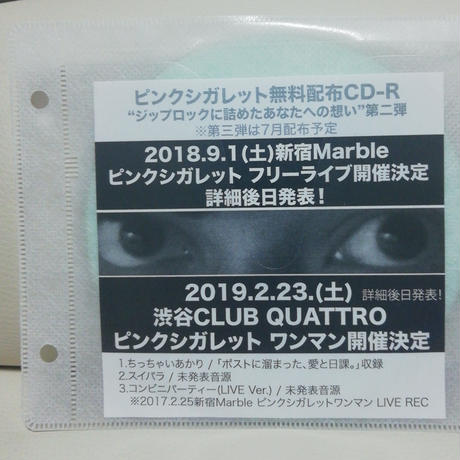 ピンクシガレット無料配布CD-R
“ジップロックに詰めたあなたへの想い”第二弾
※第三弾は7月配布予定
2018.9.1(土)新宿Marble
ピンクシガレット フリーライブ開催決定
詳細後日発表！
2019.2.23.(土) 詳細後日発表！
渋谷CLUB QUATTRO
ピンクシガレット ワンマン開催決定
1.ちっちゃいあかり / 「ポストに溜まった、愛と日課。」収録
2.スイパラ / 未発表音源
3.コンビニパーティー(LIVE Ver.) / 未発表音源
※2017.2.25新宿Marble ピンクシガレットワンマン LIVE REC